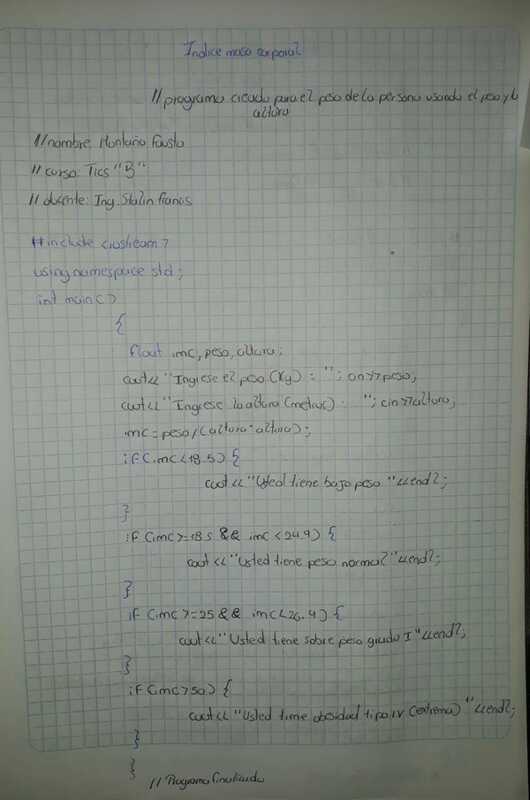 Indice masa corporal
//programa creado para el peso de la persona usando el peso y la
altura
//nombre: Montaño Fausto
//curso: Tics "B"
//docente: Ing. Stalin Francis
#include <iostream>
using namespace std;
int main()
{
float imc, peso, altura;
cout<<"Ingrese el peso (Kg) : "; cin>>peso;
cout<<"Ingrese la altura (metros) : "; cin>>altura;
imc=peso/(altura*altura);
if(imc<18.5){
cout<<"Usted tiene bajo peso "<<endl;
}
if (imc>=18.5 && imc<24.9) {
cout<<"Usted tiene peso normal"<<endl;
}
if (imc>=25 && imc<26.9) {
cout<<"Usted tiene sobre peso grado I"<<endl;
}
if(imc>50) {
cout<<"Usted tiene obsidad tipo IV (extrema) "<<endl;
}
}
//Programa finalizado